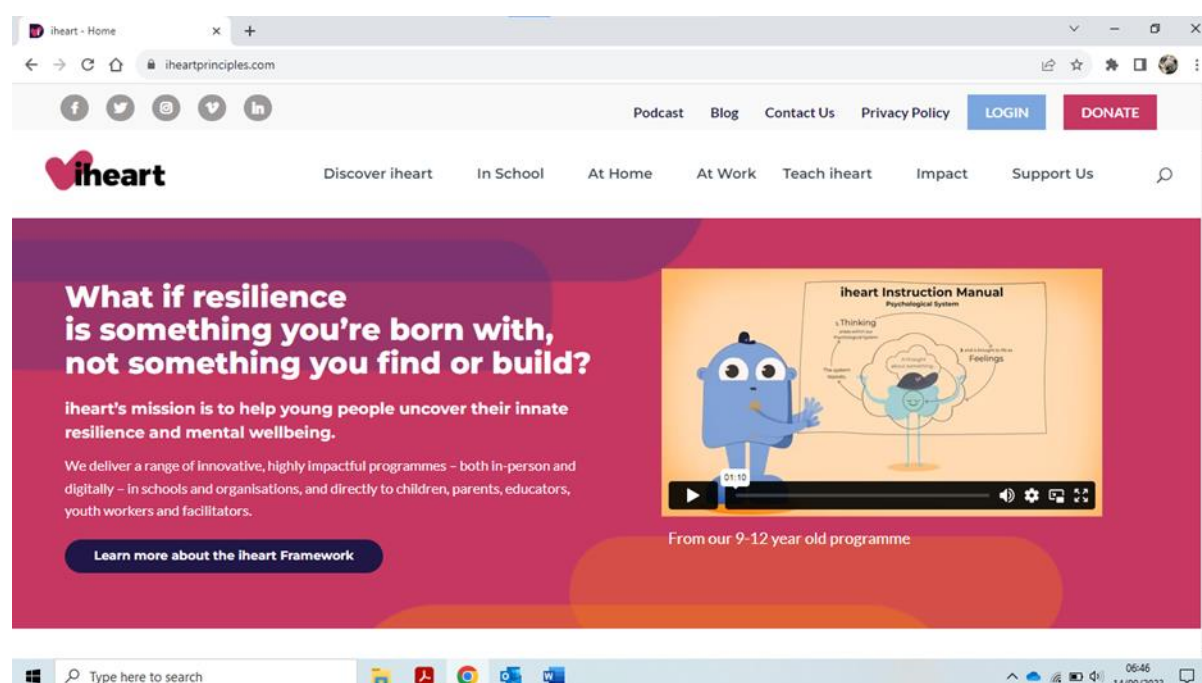 iheart - Home
iheartprinciples.com
Podcast Blog Contact Us Privacy Policy LOGIN DONATE
iheart
Discover iheart In School At Home At Work Teach iheart Impact Support Us
What if resilience
is something you’re born with,
not something you find or build?
iheart's mission is to help young people uncover their innate
resilience and mental wellbeing.
We deliver a range of innovative, highly impactful programmes – both in-person and
digitally – in schools and organisations, and directly to children, parents, educators,
youth workers and facilitators.
Learn more about the iheart Framework
iheart Instruction Manual
Psychological System
1. Thinking
Feelings
The system
repeats.
01:10
From our 9-12 year old programme
Type here to search
06:46